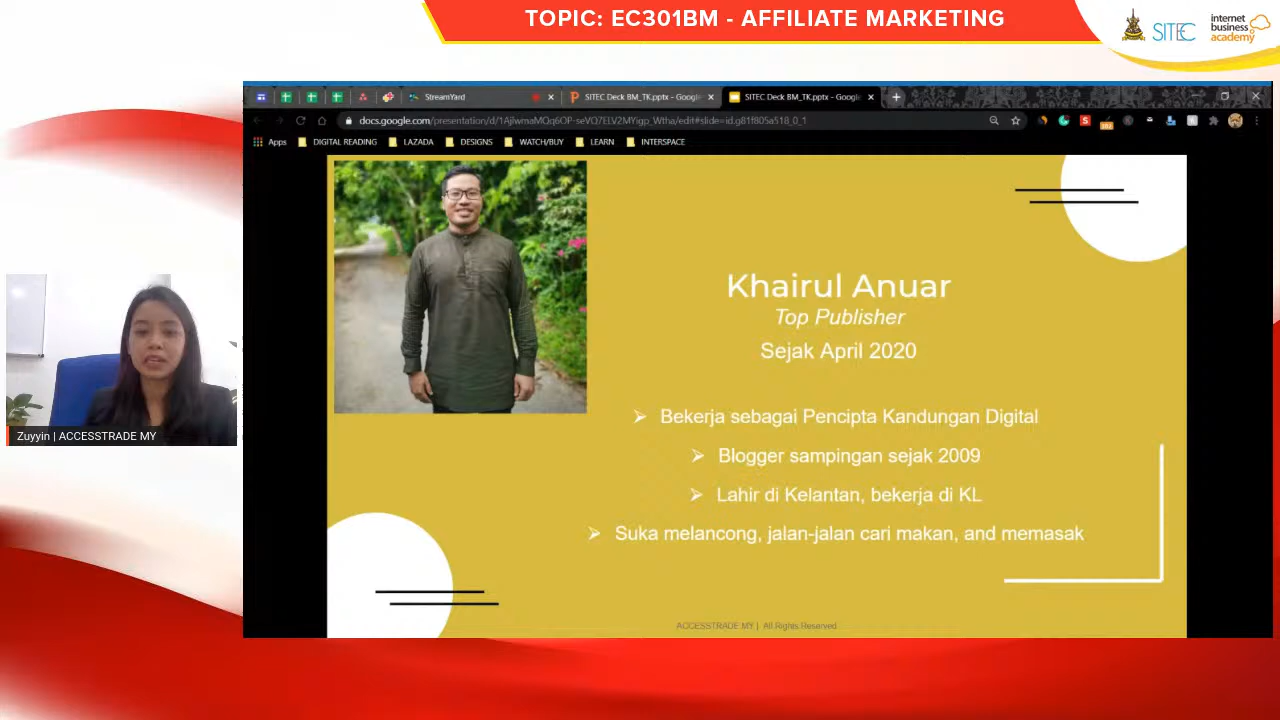 TOPIC: EC301BM - AFFILIATE MARKETING
SITEC
internet
business
academy
StreamYard
SITEC Deck BM_TK.pptx - Google
SITEC Deck BM_TK.pptx - Google
Apps
DIGITAL READING
LAZADA
DESIGNS
WATCH/BUY
LEARN
INTERSPACE
Khairul Anuar
Top Publisher
Sejak April 2020
➢ Bekerja sebagai Pencipta Kandungan Digital
➢ Blogger sampingan sejak 2009
➢ Lahir di Kelantan, bekerja di KL
➢ Suka melancong, jalan-jalan cari makan, and memasak
Zuyyin | ACCESSTRADE MY
ACCESSTRADE MY | All Rights Reserved